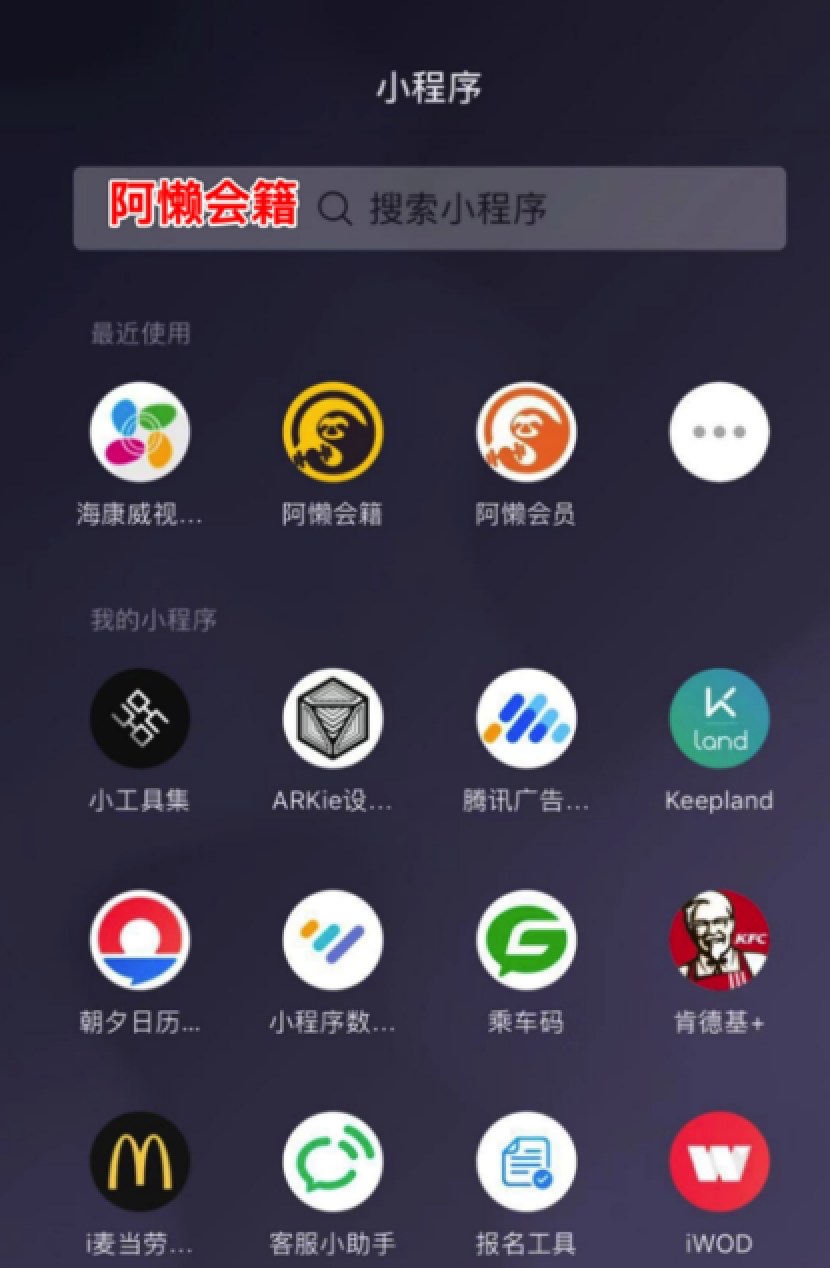 小程序
阿懒会籍 搜索小程序
最近使用
海康威视... 阿懒会籍 阿懒会员
我的小程序
K
land
小工具集 ARKie设... 腾讯广告... Keepland
KFC
朝夕日历... 小程序数... 乘车码 肯德基+
i麦当劳... 客服小助手 报名工具 iWOD